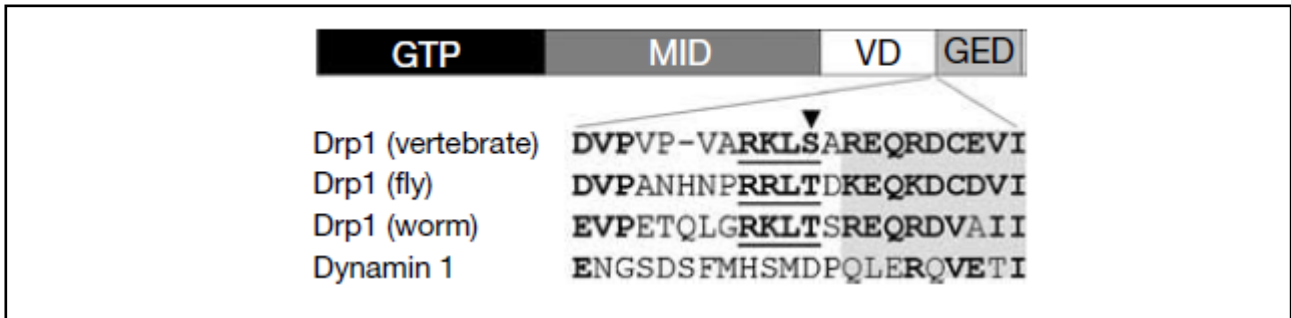 GTP MID VD GED
Drp1 (vertebrate) DVPVP-VARKLSAREQRDCEVI
Drp1 (fly) DVPANHNPRRLTDKEQKDCDVI
Drp1 (worm) EVPETQLGRKLTSREQRDVAII
Dynamin 1 ENGSDSFMHSMDPQLERQVETI